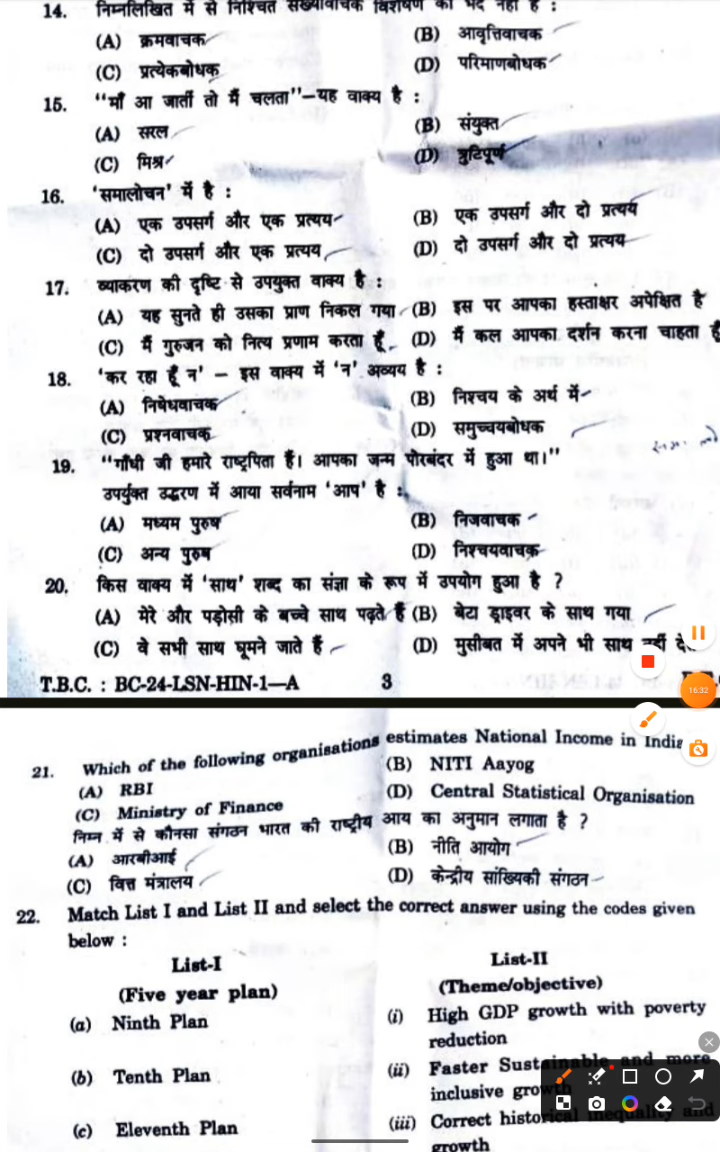 14. निम्नलिखित में से निश्चित संख्यावाचक विशेषण का भेद नहीं है :
(A) क्रमवाचक (B) आवृत्तिवाचक
(C) प्रत्येकबोधक (D) परिमाणबोधक
15. ‘‘माँ आ जातीं तो मैं चलता’’–यह वाक्य है :
(A) सरल (B) संयुक्त
(C) मिश्र (D) त्रुटिपूर्ण
16. ‘समालोचन’ में है :
(A) एक उपसर्ग और एक प्रत्यय (B) एक उपसर्ग और दो प्रत्यय
(C) दो उपसर्ग और एक प्रत्यय (D) दो उपसर्ग और दो प्रत्यय
17. व्याकरण की दृष्टि से उपयुक्त वाक्य है :
(A) यह सुनते ही उसका प्राण निकल गया (B) इस पर आपका हस्ताक्षर अपेक्षित है
(C) मैं गुरुजन को नित्य प्रणाम करता हूँ (D) मैं कल आपका दर्शन करना चाहता हूँ
18. ‘कर रहा हूँ न’ – इस वाक्य में ‘न’ अव्यय है :
(A) निषेधवाचक (B) निश्चय के अर्थ में
(C) प्रश्नवाचक (D) समुच्चयबोधक
19. ‘‘गाँधी जी हमारे राष्ट्रपिता हैं। आपका जन्म पोरबंदर में हुआ था।’’
उपर्युक्त उद्धरण में आया सर्वनाम ‘आप’ है :
(A) मध्यम पुरुष (B) निजवाचक
(C) अन्य पुरुष (D) निश्चयवाचक
20. किस वाक्य में ‘साथ’ शब्द का संज्ञा के रूप में उपयोग हुआ है ?
(A) मेरे और पड़ोसी के बच्चे साथ पढ़ते हैं (B) बेटा ड्राइवर के साथ गया
(C) वे सभी साथ घूमने जाते हैं (D) मुसीबत में अपने भी साथ नहीं
T.B.C. : BC-24-LSN-HIN-1—A 3
16:32
21. Which of the following organisations estimates National Income in India
(A) RBI (B) NITI Aayog
(C) Ministry of Finance (D) Central Statistical Organisation
निम्न में से कौनसा संगठन भारत की राष्ट्रीय आय का अनुमान लगाता है ?
(A) आरबीआई (B) नीति आयोग
(C) वित्त मंत्रालय (D) केन्द्रीय सांख्यिकी संगठन
22. Match List I and List II and select the correct answer using the codes given
below :
List-I List-II
(Five year plan) (Theme/objective)
(a) Ninth Plan (i) High GDP growth with poverty
reduction
(b) Tenth Plan (ii) Faster Sustainable and more
inclusive growth
(c) Eleventh Plan (iii) Correct historical inequality and
growth